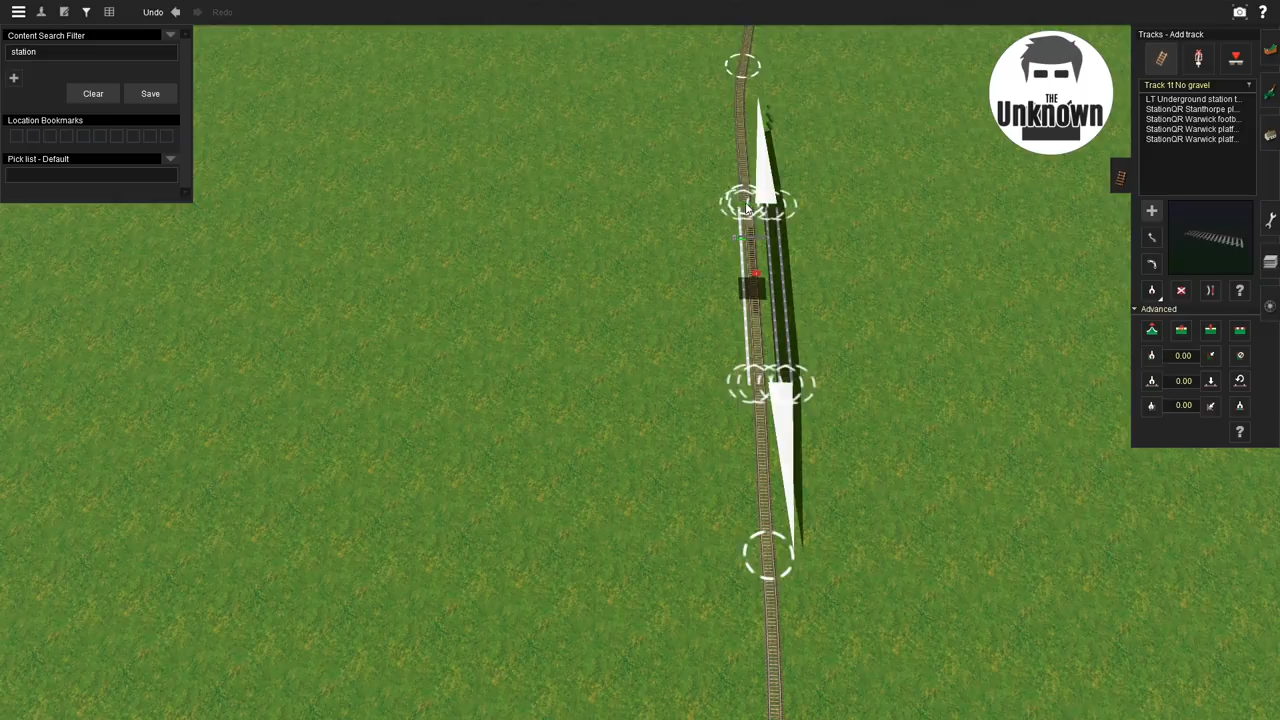 Undo
Redo
Content Search Filter
station
Clear
Save
Location Bookmarks
Pick list - Default
THE
Unknown
Tracks - Add track
Track 1t No gravel
LT Underground station t...
StationQR Stanthorpe pl...
StationQR Warwick footb...
StationQR Warwick platf...
StationQR Warwick platf...
?
Advanced
0.00
0.00
0.00
?
?